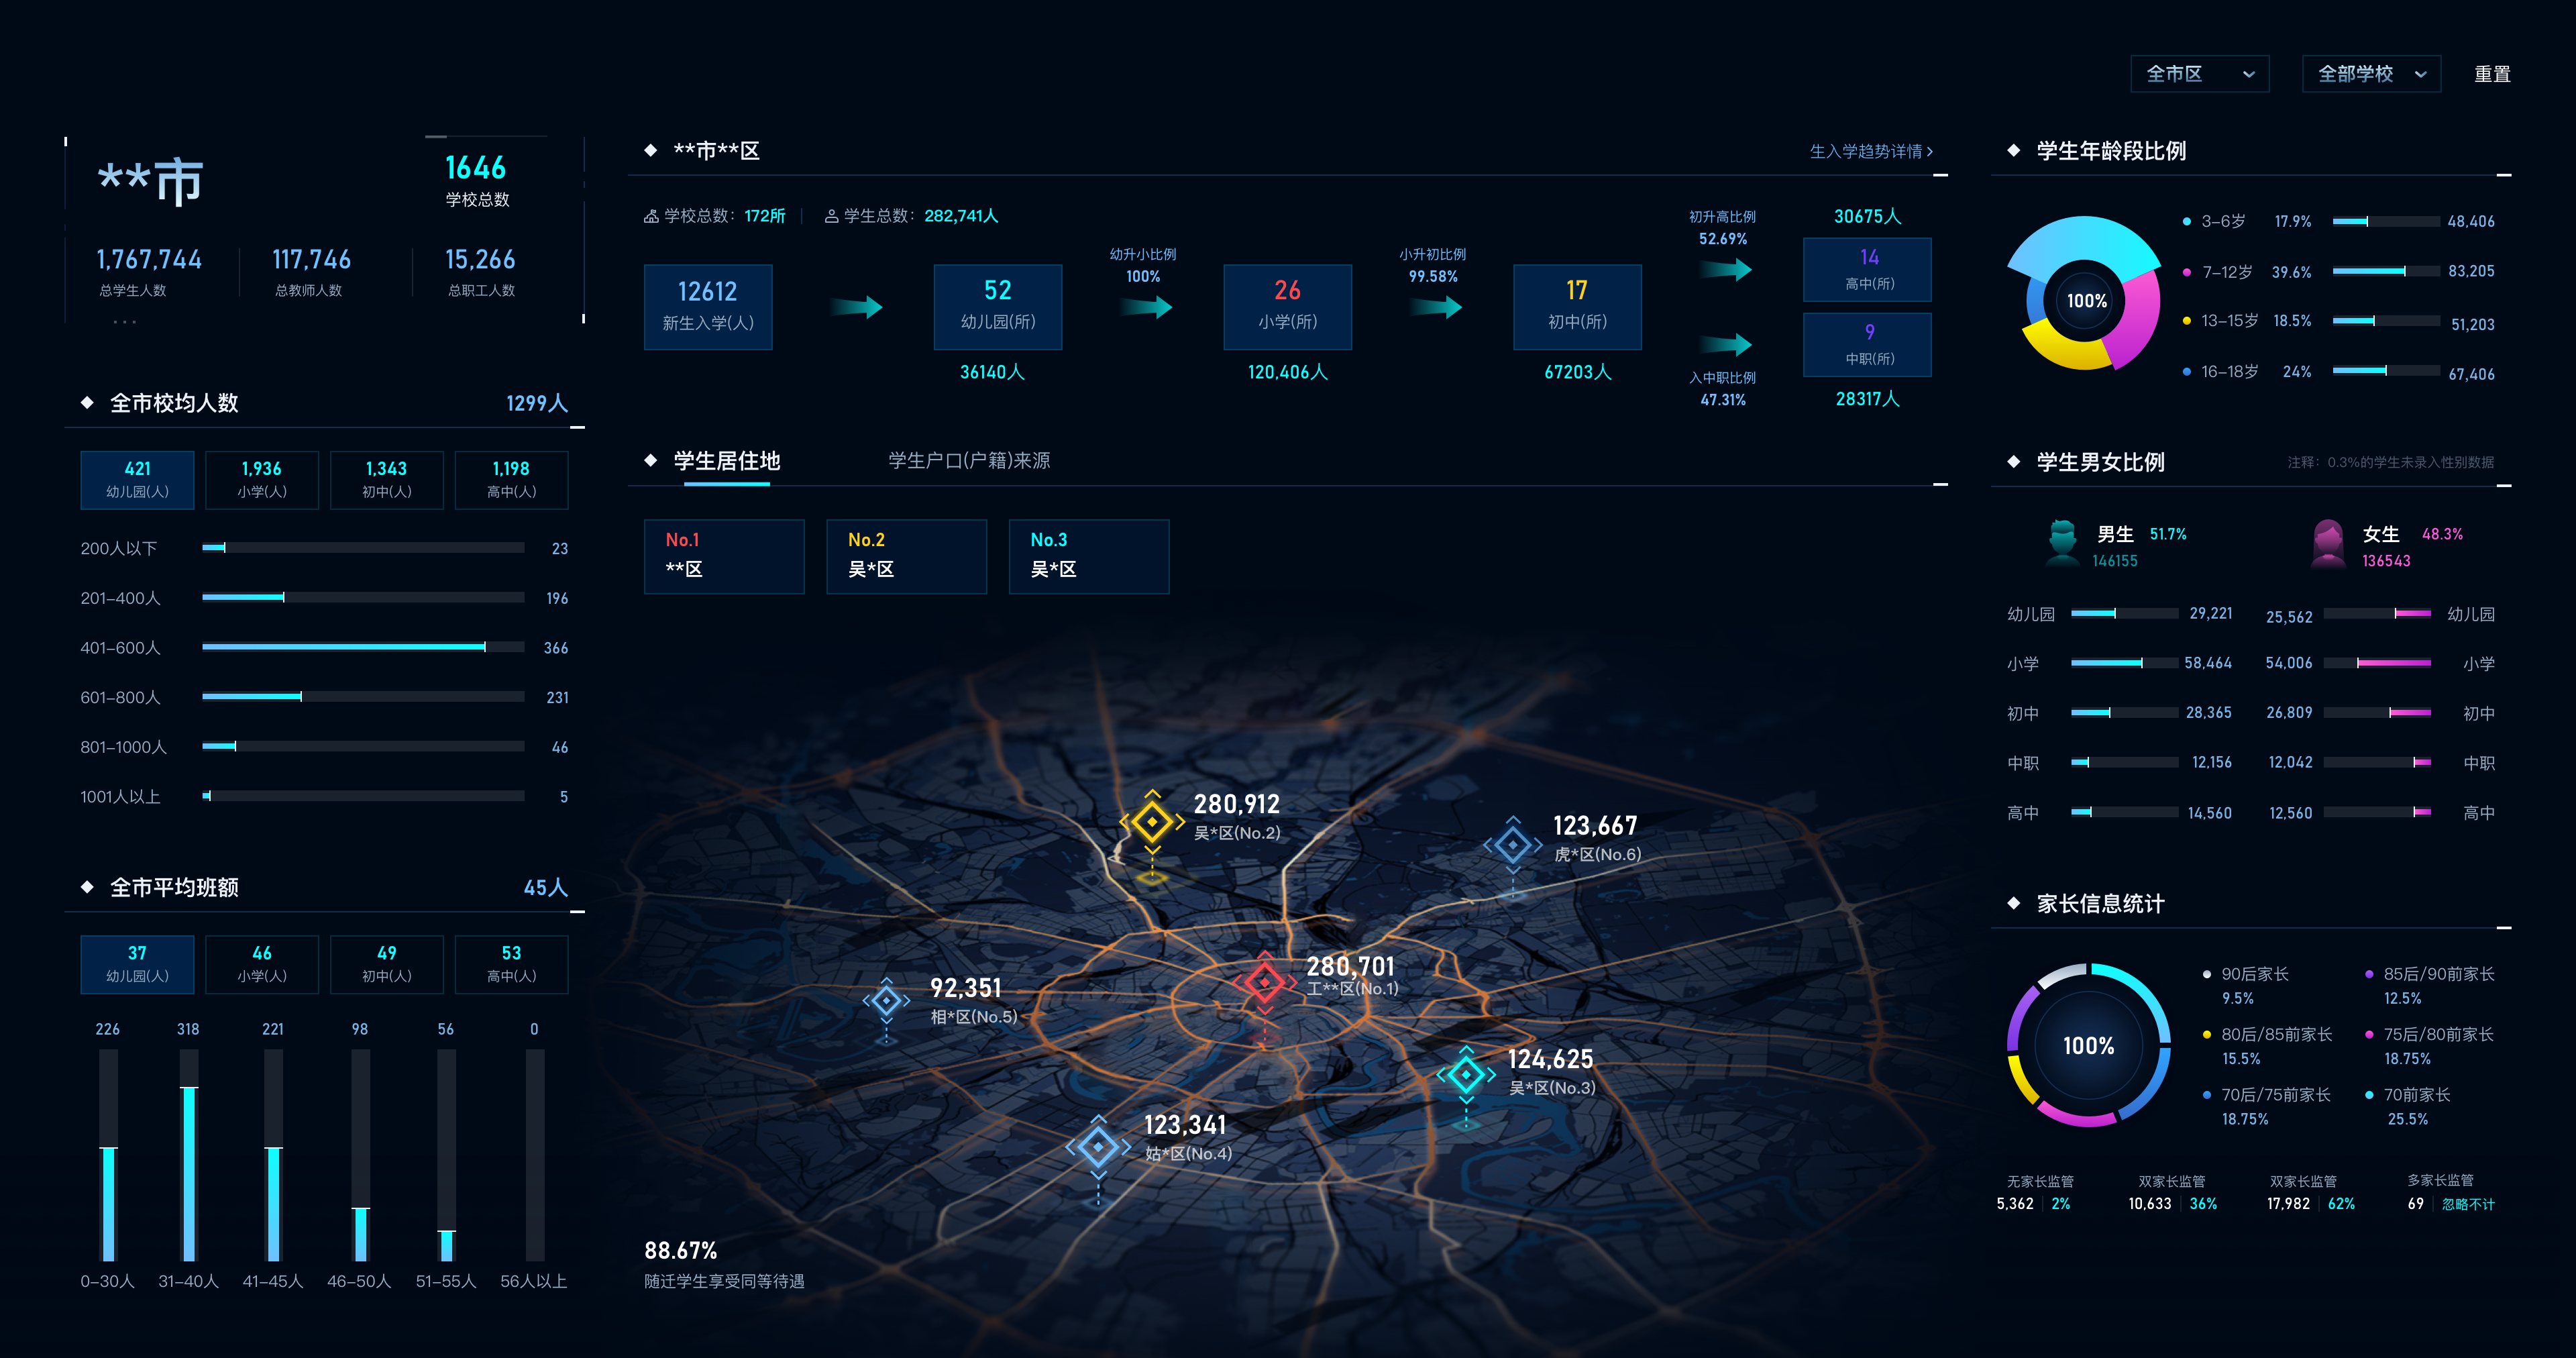 全市区
全部学校
重置
**市
1646
学校总数
1,767,744
总学生人数
117,746
总教师人数
15,266
总职工人数
...
全市校均人数
1299人
421
幼儿园(人)
1,936
小学(人)
1,343
初中(人)
1,198
高中(人)
200人以下
23
201-400人
196
401-600人
366
601-800人
231
801-1000人
46
1001人以上
5
全市平均班额
45人
37
幼儿园(人)
46
小学(人)
49
初中(人)
53
高中(人)
226
318
221
98
56
0
0-30人
31-40人
41-45人
46-50人
51-55人
56人以上
**市**区
生入学趋势详情
学校总数：172所
学生总数：282,741人
12612
新生入学(人)
52
幼儿园(所)
36140人
幼升小比例
100%
26
小学(所)
120,406人
小升初比例
99.58%
17
初中(所)
67203人
初升高比例
52.69%
入中职比例
47.31%
30675人
14
高中(所)
9
中职(所)
28317人
学生居住地
学生户口(户籍)来源
No.1
**区
No.2
吴*区
No.3
吴*区
280,912
吴*区(No.2)
123,667
虎*区(No.6)
280,701
工**区(No.1)
92,351
相*区(No.5)
124,625
吴*区(No.3)
123,341
姑*区(No.4)
88.67%
随迁学生享受同等待遇
学生年龄段比例
100%
3-6岁
17.9%
48,406
7-12岁
39.6%
83,205
13-15岁
18.5%
51,203
16-18岁
24%
67,406
学生男女比例
注释：0.3%的学生未录入性别数据
男生
51.7%
146155
女生
48.3%
136543
幼儿园
29,221
25,562
幼儿园
小学
58,464
54,006
小学
初中
28,365
26,809
初中
中职
12,156
12,042
中职
高中
14,560
12,560
高中
家长信息统计
100%
90后家长
9.5%
85后/90前家长
12.5%
80后/85前家长
15.5%
75后/80前家长
18.75%
70后/75前家长
18.75%
70前家长
25.5%
无家长监管
5,362
2%
双家长监管
10,633
36%
双家长监管
17,982
62%
多家长监管
69
忽略不计